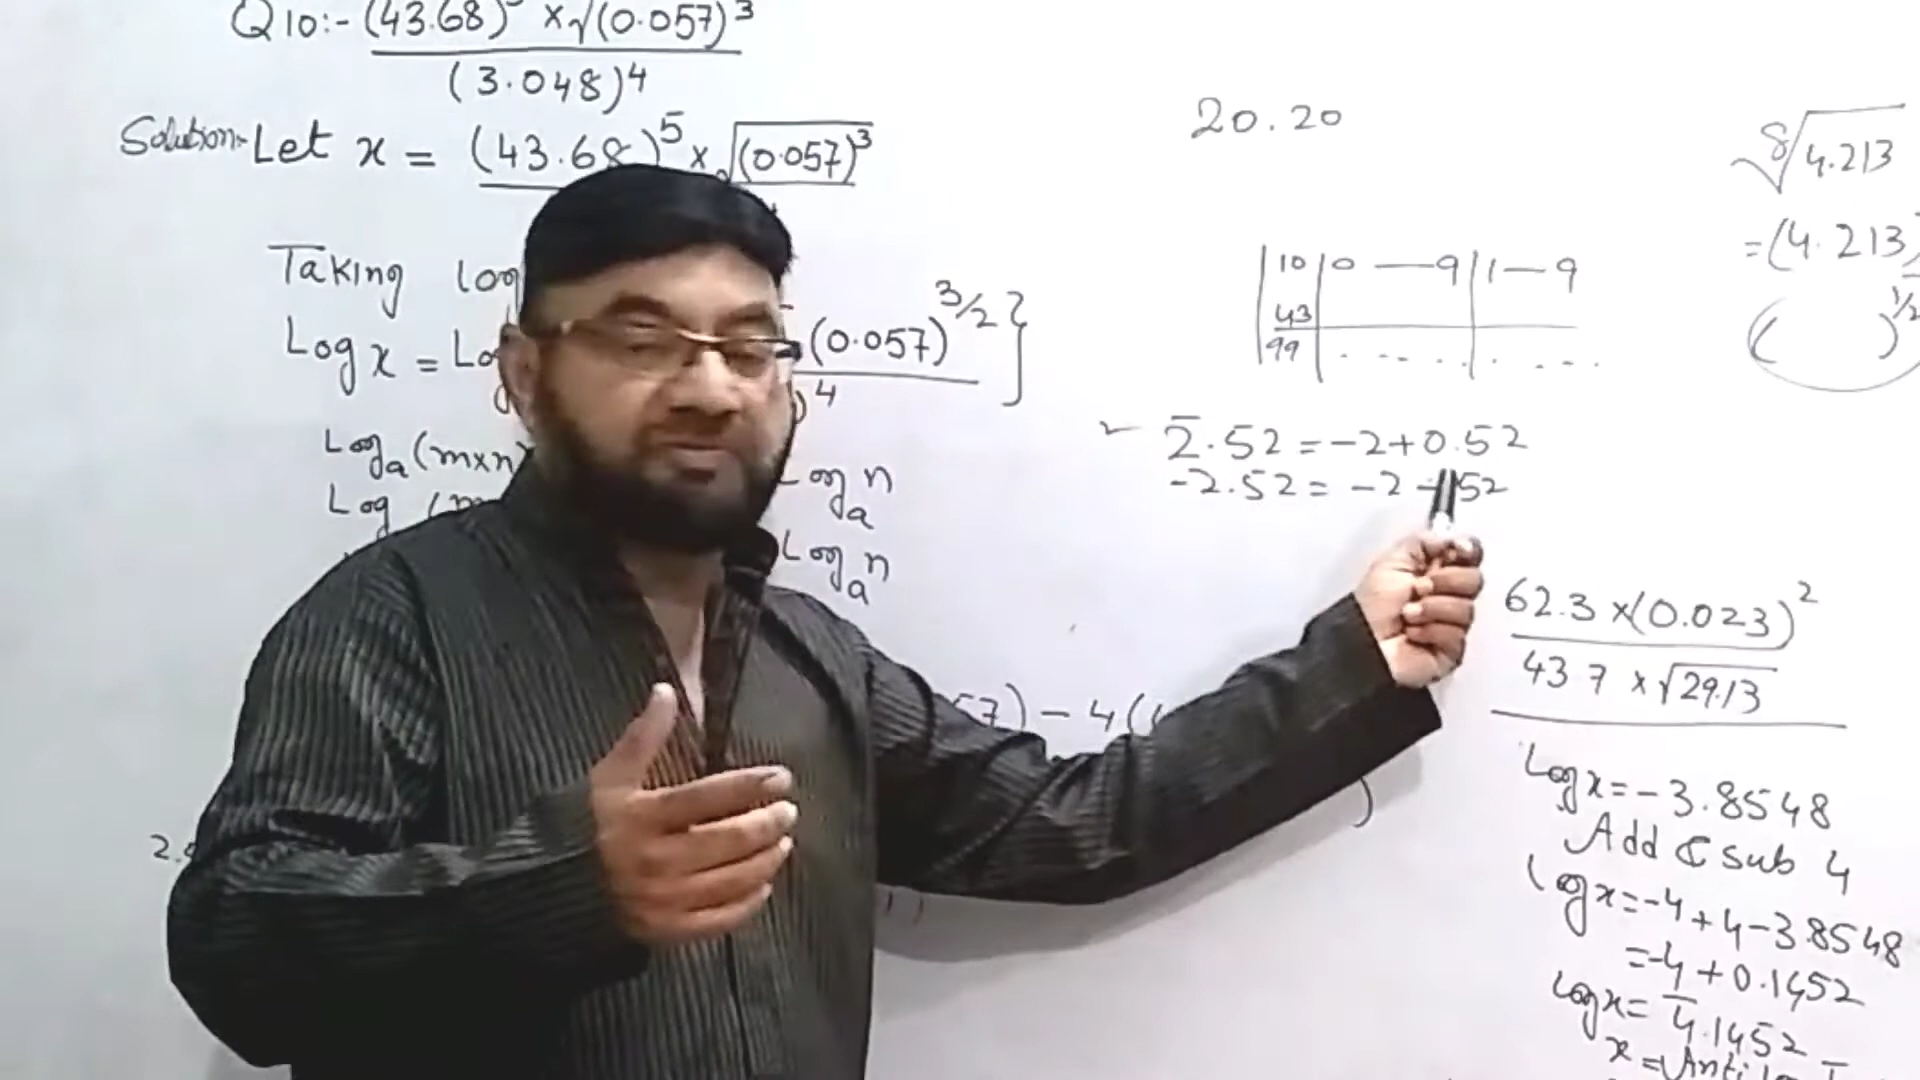 Q10:- (43.68) × √(0.057)³
(3.048)⁴
Solution:- Let x = (43.68)⁵ × √(0.057)³
Taking log
Log x = Lo (0.057)^3/2 }
)⁴
Log_a (m×n) Log_a n
Log Log_a n
57) - 4(
)
20.20
10 | 0 — 9 | 1 — 9
43
99 | . -- . . | . . . .
2̄.52 = -2+0.52
-2.52 = -2 - 52
⁸√4.213
= (4.213)
( )^1/2
62.3 × (0.023)²
43.7 × √29.13
Log x = -3.8548
Add & sub 4
log x = -4+4-3.8548
= -4+0.1452
log x = 4̄.1452
x = Anti log